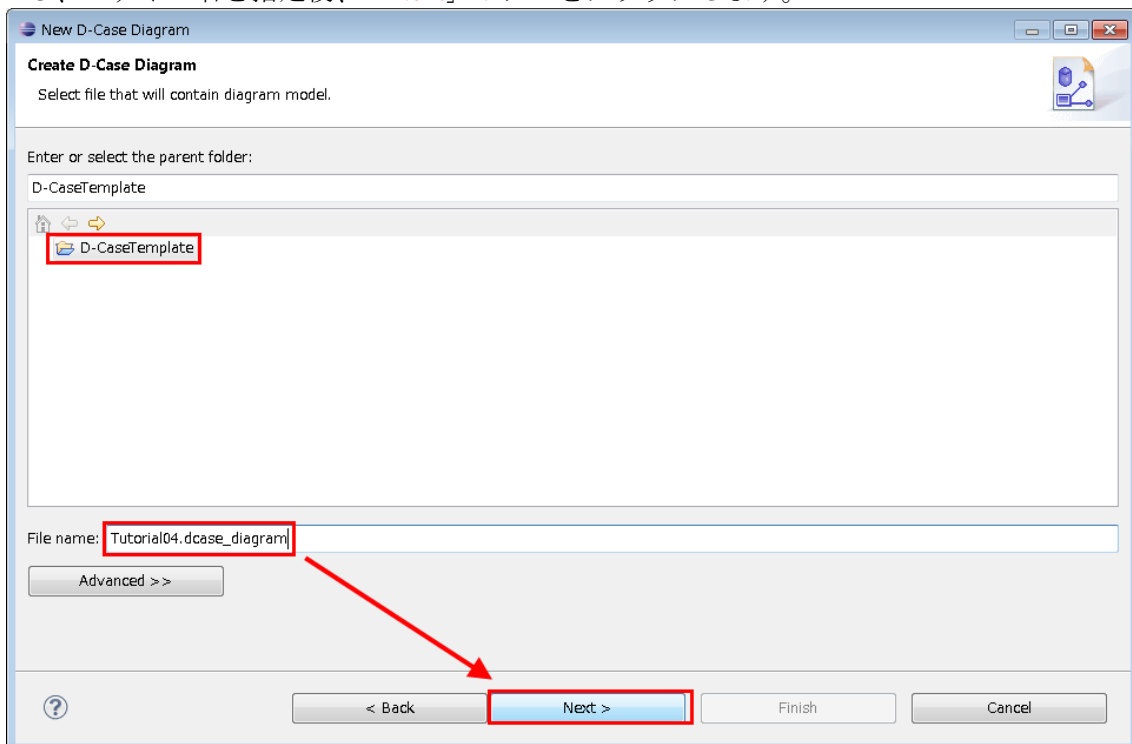 New D-Case Diagram
Create D-Case Diagram
Select file that will contain diagram model.
Enter or select the parent folder:
D-CaseTemplate
D-CaseTemplate
File name: Tutorial04.dcase_diagram
Advanced >>
< Back Next > Finish Cancel